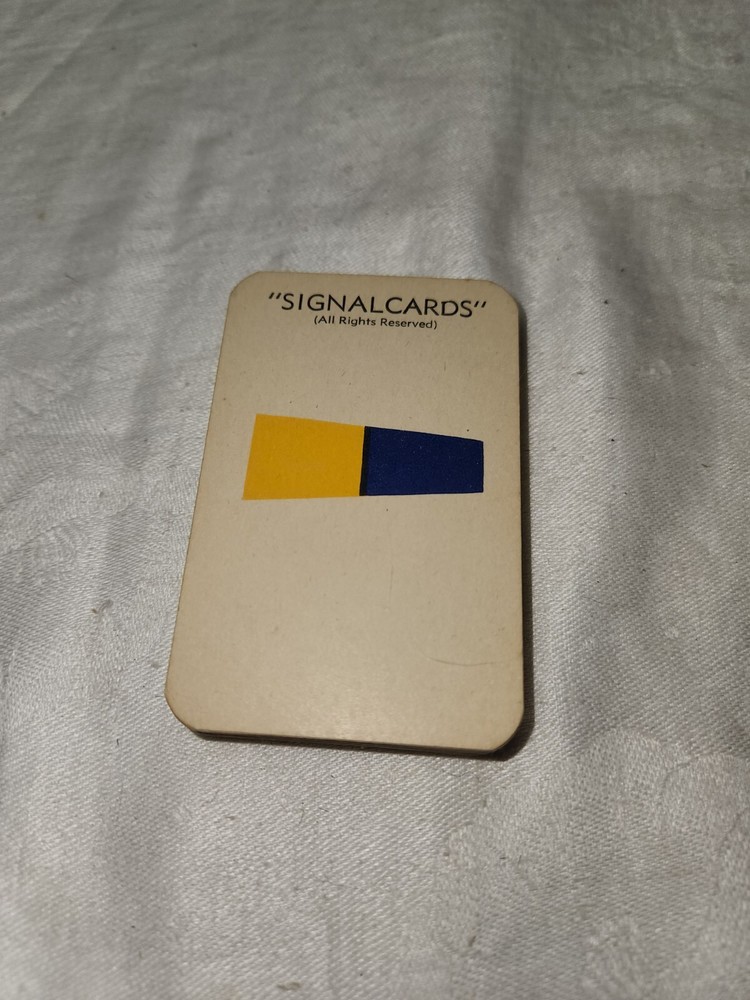 "SIGNALCARDS"
(All Rights Reserved)